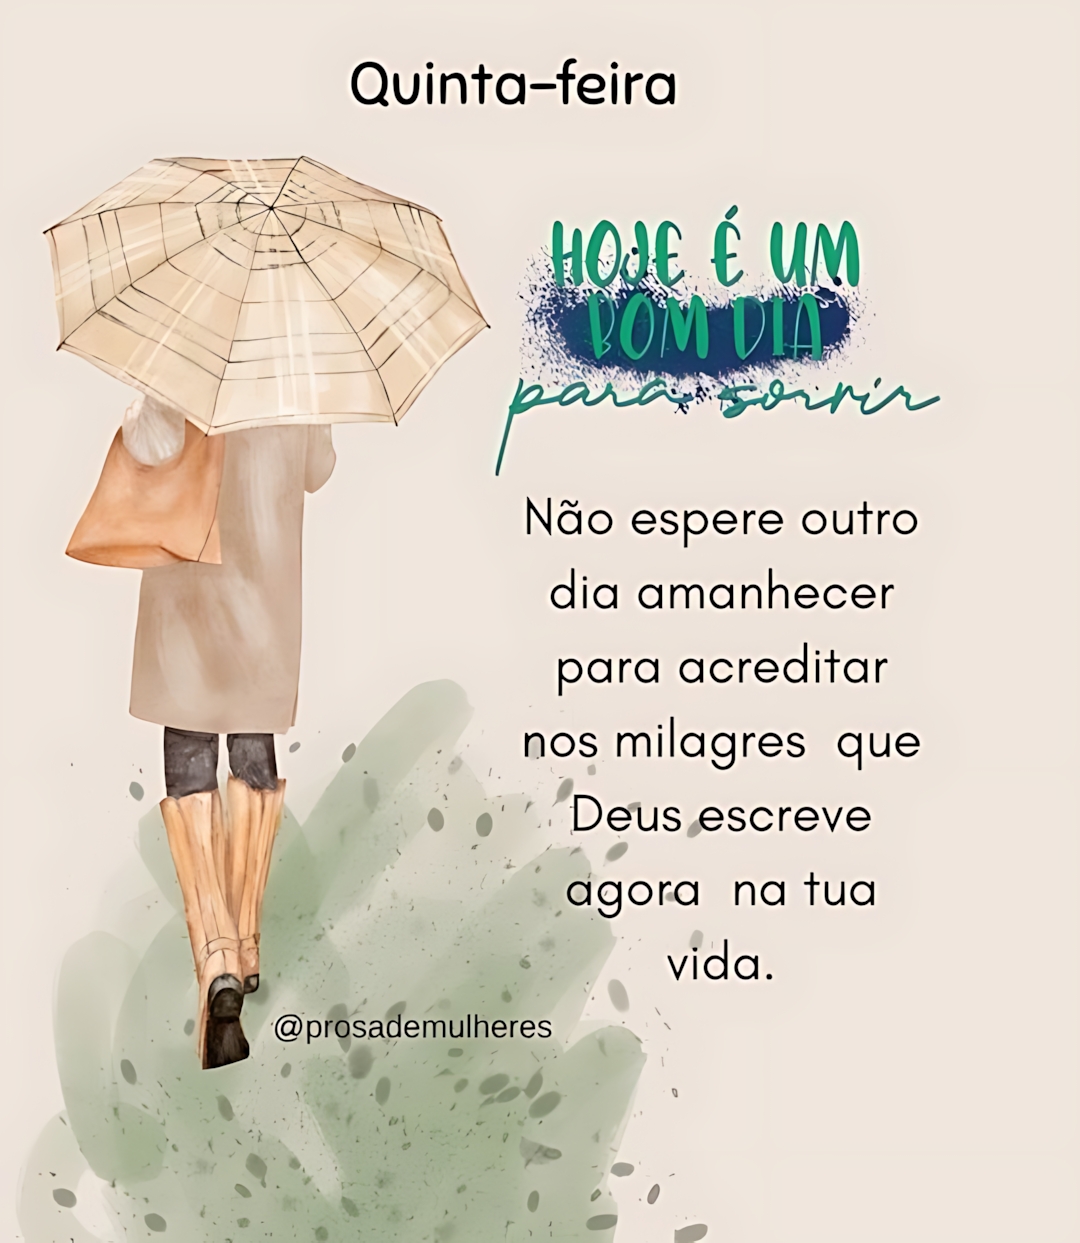 Quinta-feira
HOJE É UM
BOM DIA
para sorrir
Não espere outro
dia amanhecer
para acreditar
nos milagres que
Deus escreve
agora na tua
vida.
@prosademulheres